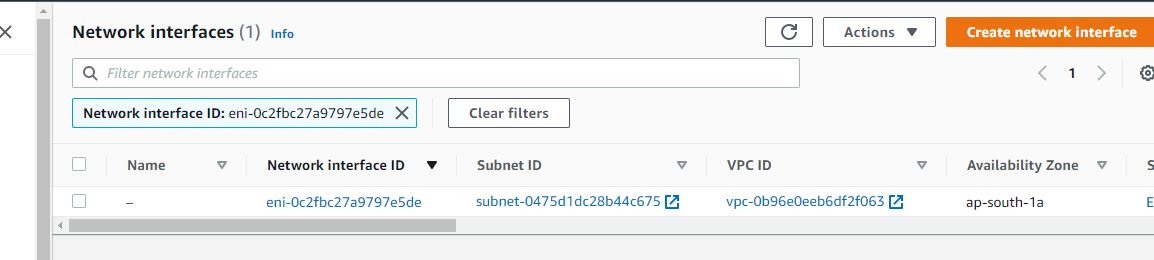 Network interfaces (1) Info
Actions
Create network interface
Filter network interfaces
1
Network interface ID: eni-0c2fbc27a9797e5de
Clear filters
Name Network interface ID Subnet ID VPC ID Availability Zone S
– eni-0c2fbc27a9797e5de subnet-0475d1dc28b44c675 vpc-0b96e0eeb6df2f063 ap-south-1a E